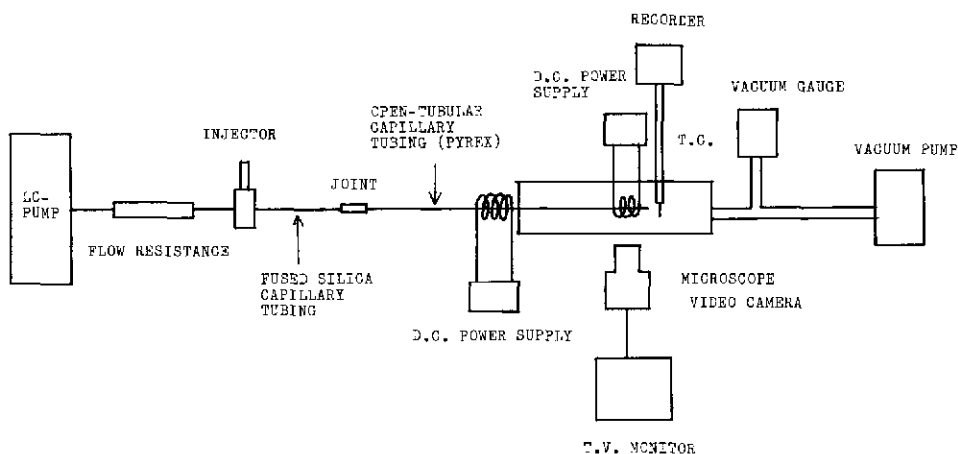 RECORDER
D.C. POWER
SUPPLY
VACUUM GAUGE
OPEN-TUBULAR
CAPILLARY
TUBING (PYREX)
INJECTOR
T.C.
VACUUM PUMP
JOINT
LC-
PUMP
FLOW RESISTANCE
FUSED SILICA
CAPILLARY
TUBING
MICROSCOPE
VIDEO CAMERA
D.C. POWER SUPPLY
T.V. MONITOR